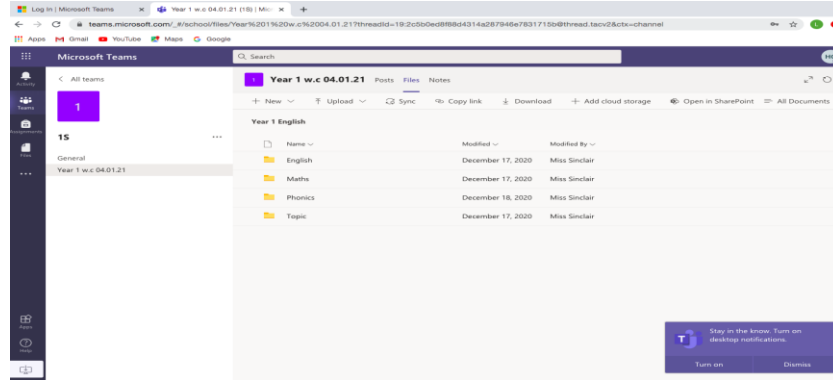 Log In | Microsoft Teams × Year 1 w.c 04.01.21 (1S) | Mic × +
teams.microsoft.com/_#/school/files/Year%201%20w.c%2004.01.21?threadId=19:2c5b0ed8f88d4314a287946e7831715b@thread.tacv2&ctx=channel
Apps Gmail YouTube Maps Google
Microsoft Teams Search
Activity
Teams
Assignments
Files
Apps
Help
< All teams
1
1S ...
General
Year 1 w.c 04.01.21
1 Year 1 w.c 04.01.21 Posts Files Notes
+ New Upload Sync Copy link Download + Add cloud storage Open in SharePoint All Documents
Year 1 English
Name Modified Modified By
English December 17, 2020 Miss Sinclair
Maths December 17, 2020 Miss Sinclair
Phonics December 18, 2020 Miss Sinclair
Topic December 17, 2020 Miss Sinclair
Stay in the know. Turn on
desktop notifications.
Turn on Dismiss